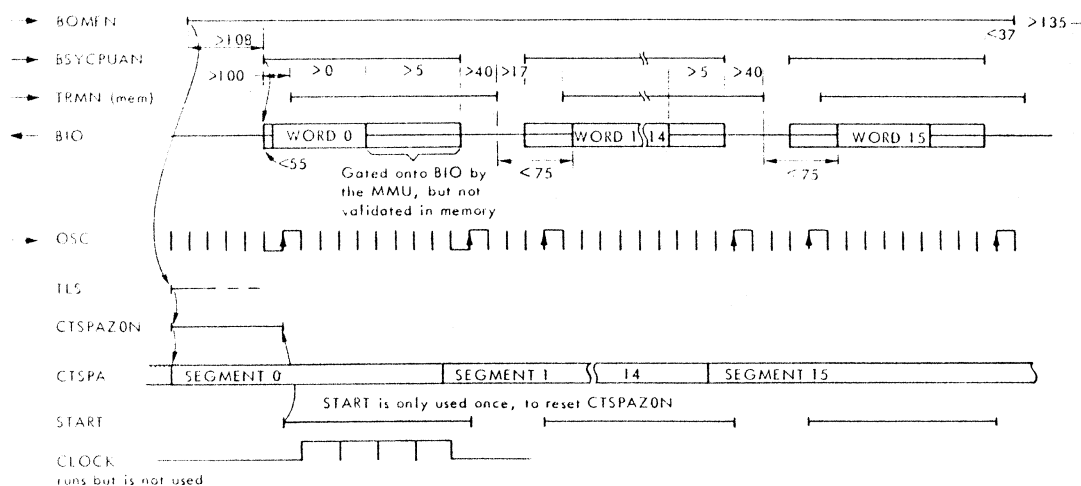 BOMEN
<37
>135
>108
BSYCPUAN
>100
>0
>5
>40
>17
>5
>40
TRMN (mem)
BIO
WORD 0
WORD 1
14
WORD 15
<55
Gated onto BIO by
the MMU, but not
validated in memory
<75
<75
OSC
TLS
CTSPAZ0N
CTSPA
SEGMENT 0
SEGMENT 1
14
SEGMENT 15
START is only used once, to reset CTSPAZ0N
START
CLOCK
runs but is not used